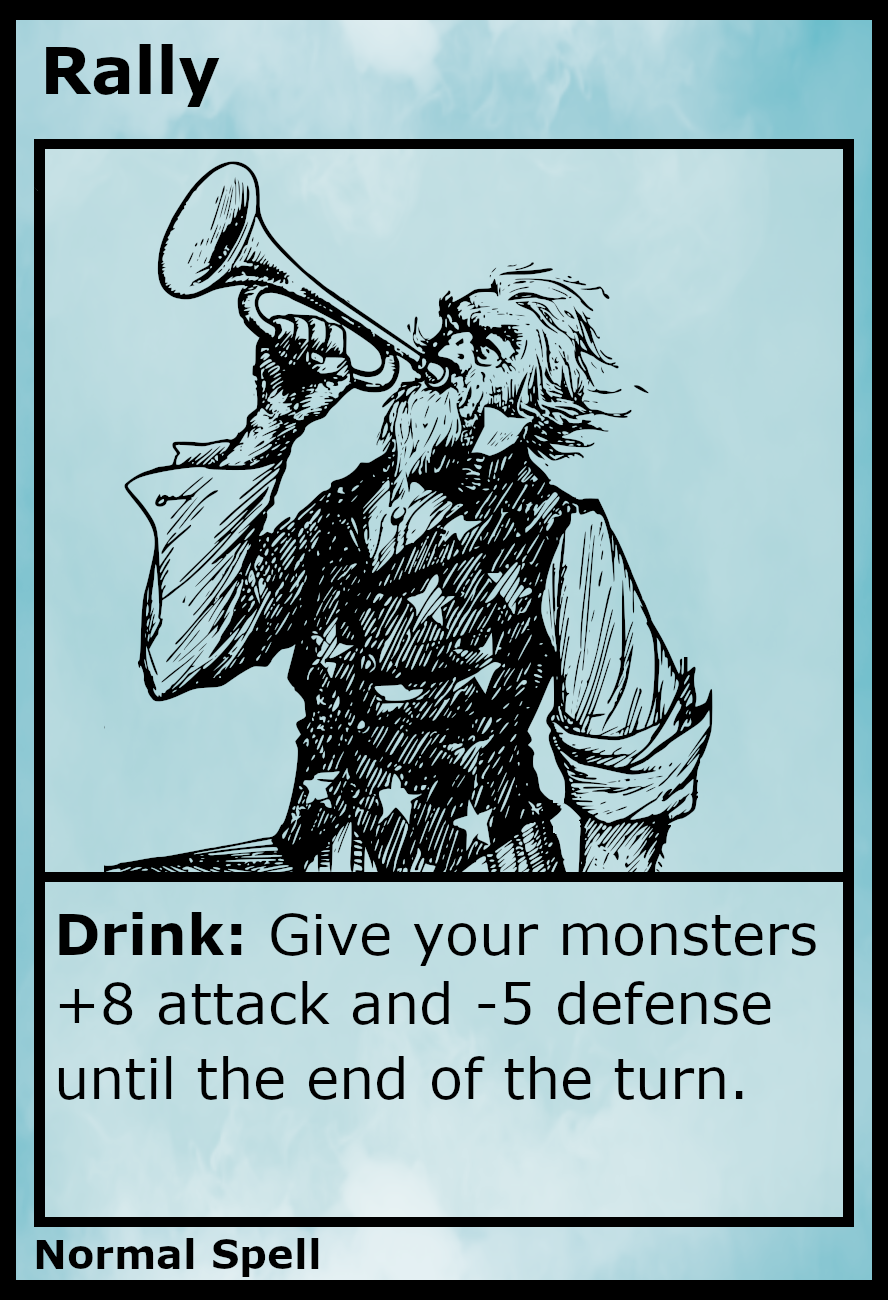 Rally
Drink: Give your monsters
+8 attack and -5 defense
until the end of the turn.
Normal Spell